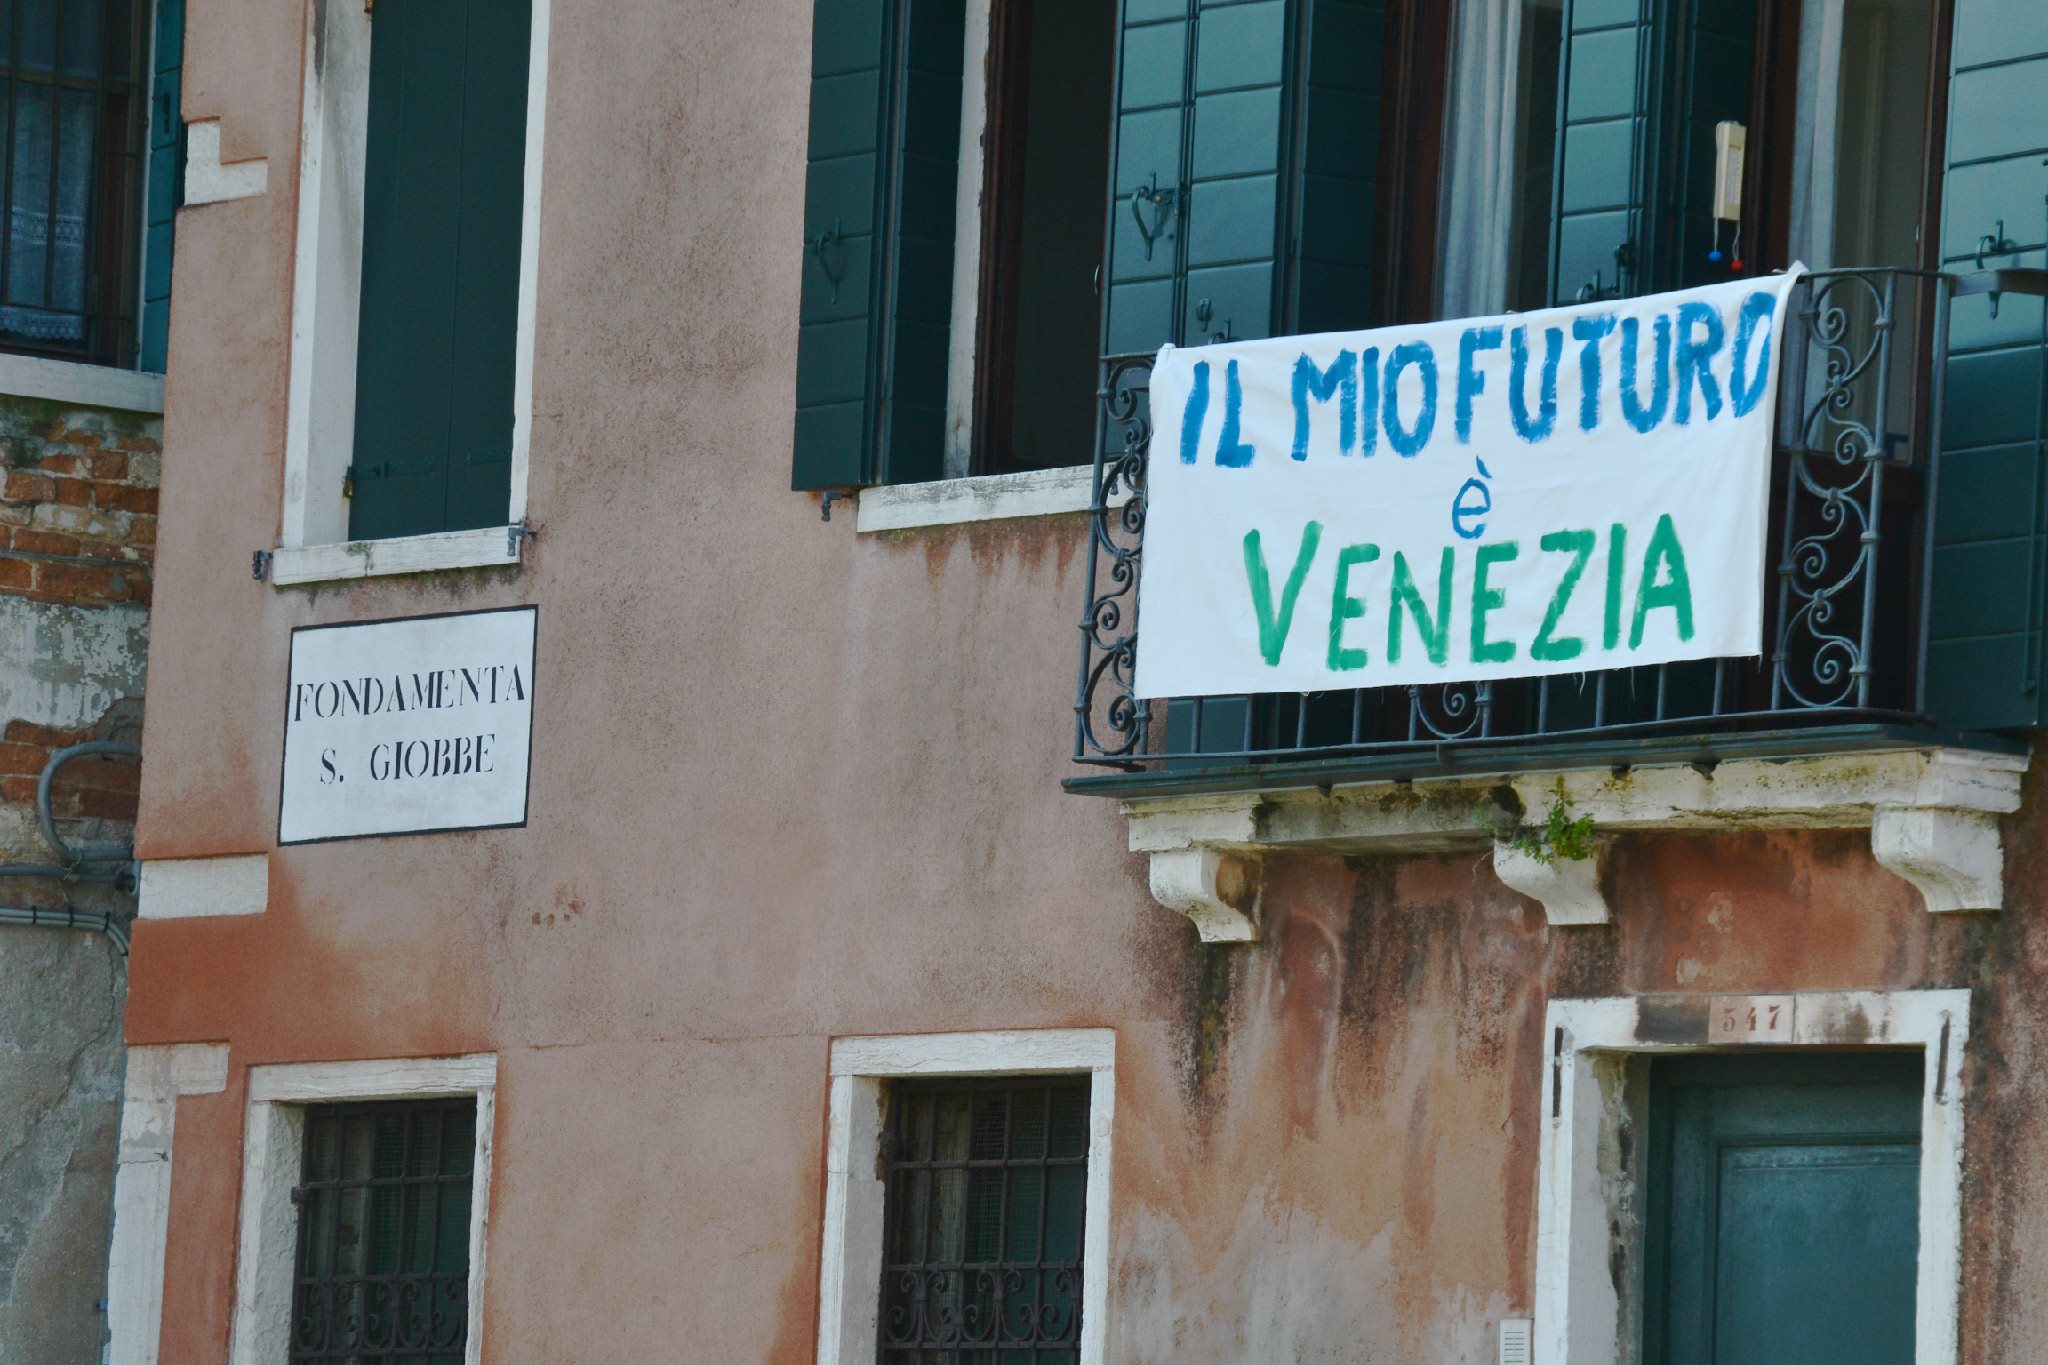 IL MIO FUTURO
è
VENEZIA
FONDAMENTA
S. GIOBBE
547